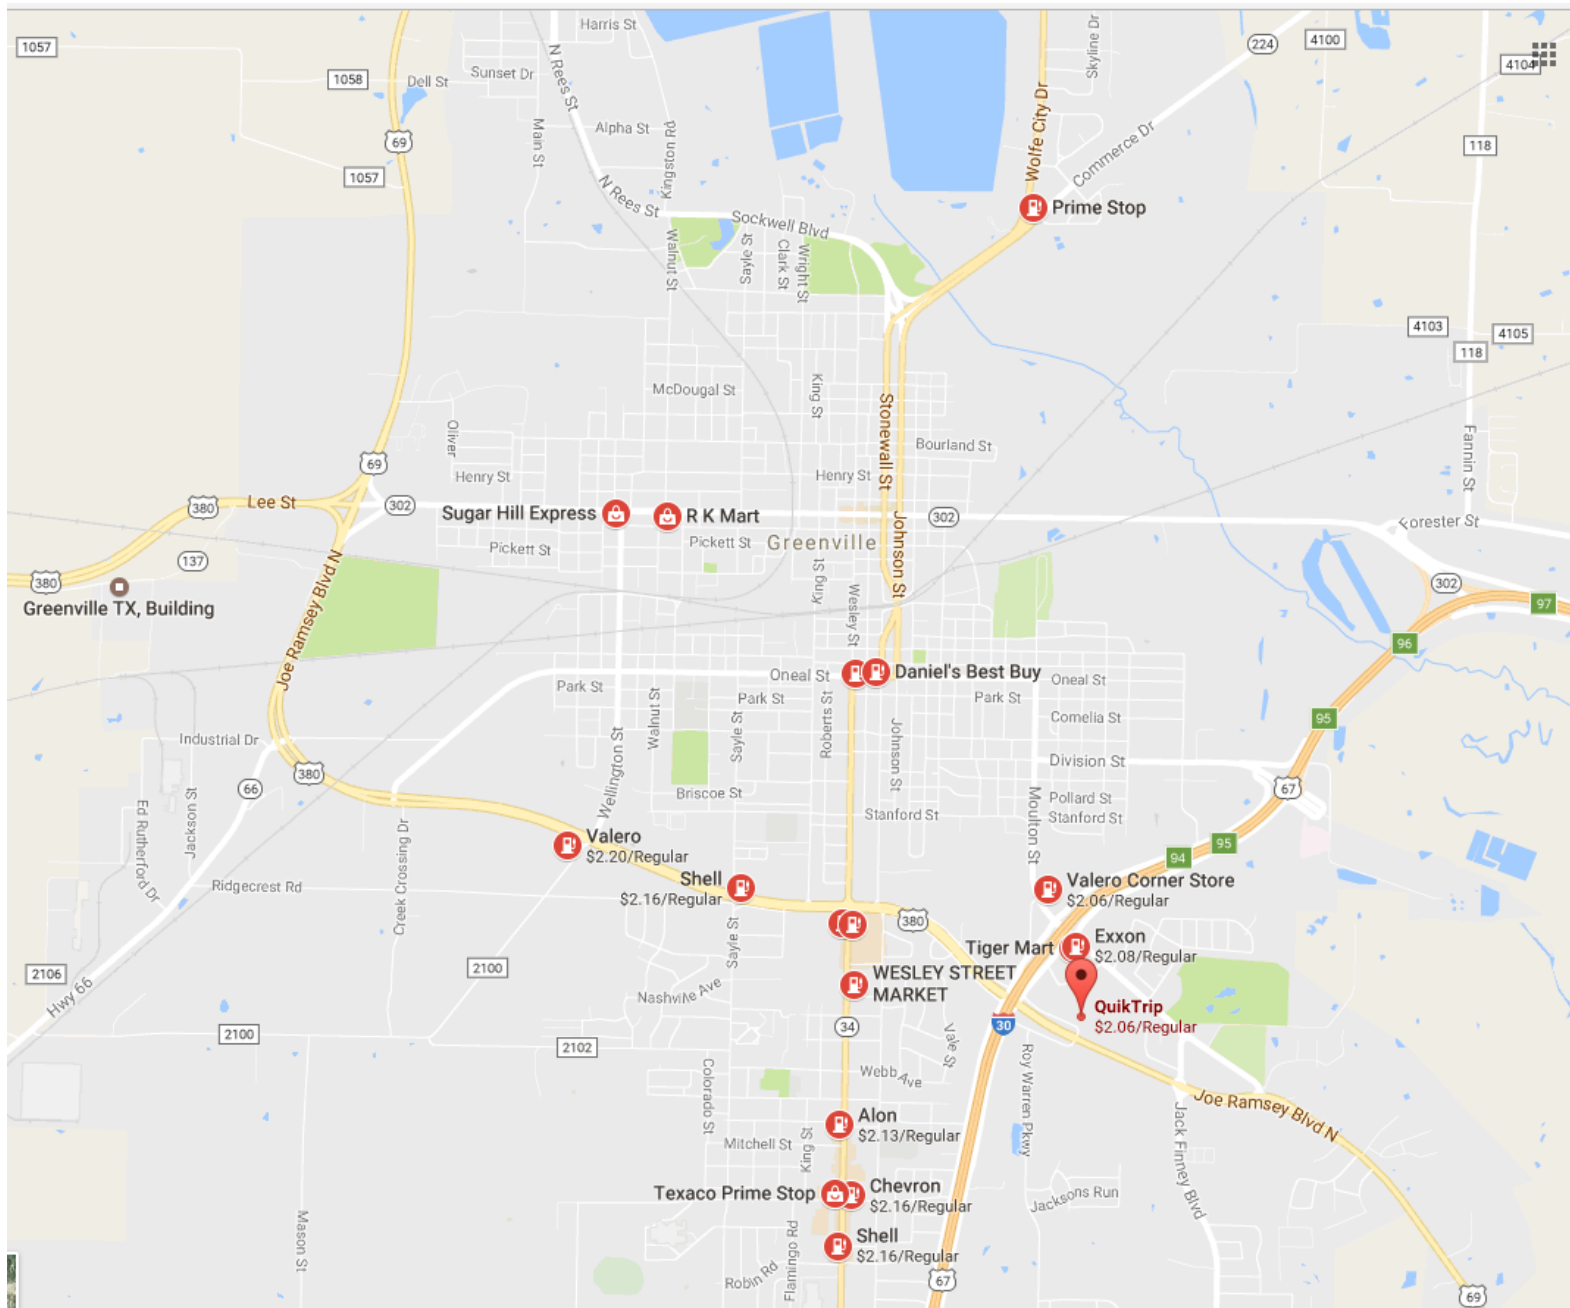 1057
Harris St
Skyline Dr
224
4100
4104
1058
Dell St
Sunset Dr
N Rees St
69
Main St
Alpha St
Kingston Rd
Wolfe City Dr
Commerce Dr
118
1057
N Rees St
Sockwell Blvd
Prime Stop
Walnut St
Sayle St
Clark St
Wright St
4103
4105
118
McDougal St
King St
Stonewall St
Oliver
Bourland St
Fannin St
69
Henry St
Henry St
380
Lee St
302
Sugar Hill Express
R K Mart
302
Forester St
Pickett St
Pickett St
Greenville
Johnson St
137
380
Greenville TX, Building
Joe Ramsey Blvd N
King St
Wesley St
302
97
96
Oneal St
Daniel's Best Buy
Park St
Walnut St
Park St
Park St
Oneal St
Cornelia St
95
Industrial Dr
Sayle St
Roberts St
Johnson St
Division St
380
66
Wellington St
Briscoe St
Moulton St
Pollard St
67
Ed Rutherford Dr
Jackson St
Stanford St
Stanford St
Valero
$2.20/Regular
94
95
Creek Crossing Dr
Ridgecrest Rd
Shell
$2.16/Regular
Valero Corner Store
$2.06/Regular
380
Sayle St
Tiger Mart
Exxon
$2.08/Regular
2106
Hwy 66
2100
WESLEY STREET
MARKET
Nashville Ave
QuikTrip
$2.06/Regular
2100
34
30
2102
Vale St
Roy Warren Pkwy
Colorado St
Webb Ave
Joe Ramsey Blvd N
Alon
$2.13/Regular
Mitchell St
King St
Jack Finney Blvd
Texaco Prime Stop
Chevron
$2.16/Regular
Jacksons Run
Mason St
Flamingo Rd
Shell
$2.16/Regular
Robin Rd
67
69